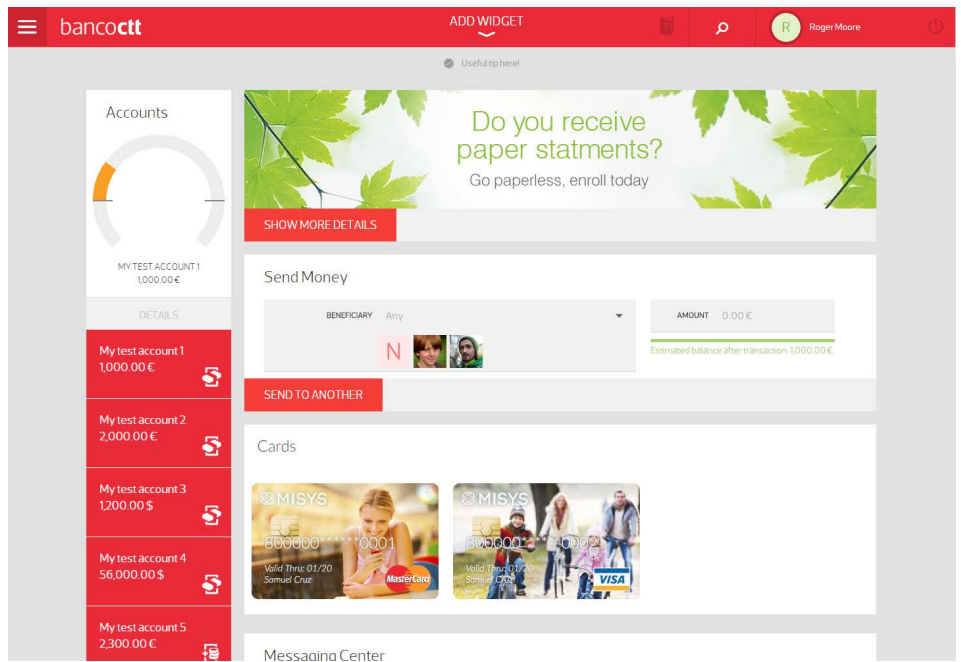 bancoctt
ADD WIDGET
R
Roger Moore
Useful tip here!
Accounts
MY TEST ACCOUNT 1
1,000.00 €
DETAILS
My test account 1
1,000.00 €
My test account 2
2,000.00 €
My test account 3
1,200.00 $
My test account 4
56,000.00 $
My test account 5
2,300.00 €
Do you receive
paper statments?
Go paperless, enroll today
SHOW MORE DETAILS
Send Money
BENEFICIARY Any
AMOUNT 0.00 €
N
Estimated balance after transaction: 1,000.00 €
SEND TO ANOTHER
Cards
MISYS
800000******0001
Valid Thru: 01/20
Samuel Cruz
MasterCard
MISYS
800000******0002
Valid Thru: 01/20
Samuel Cruz
VISA
Messaging Center